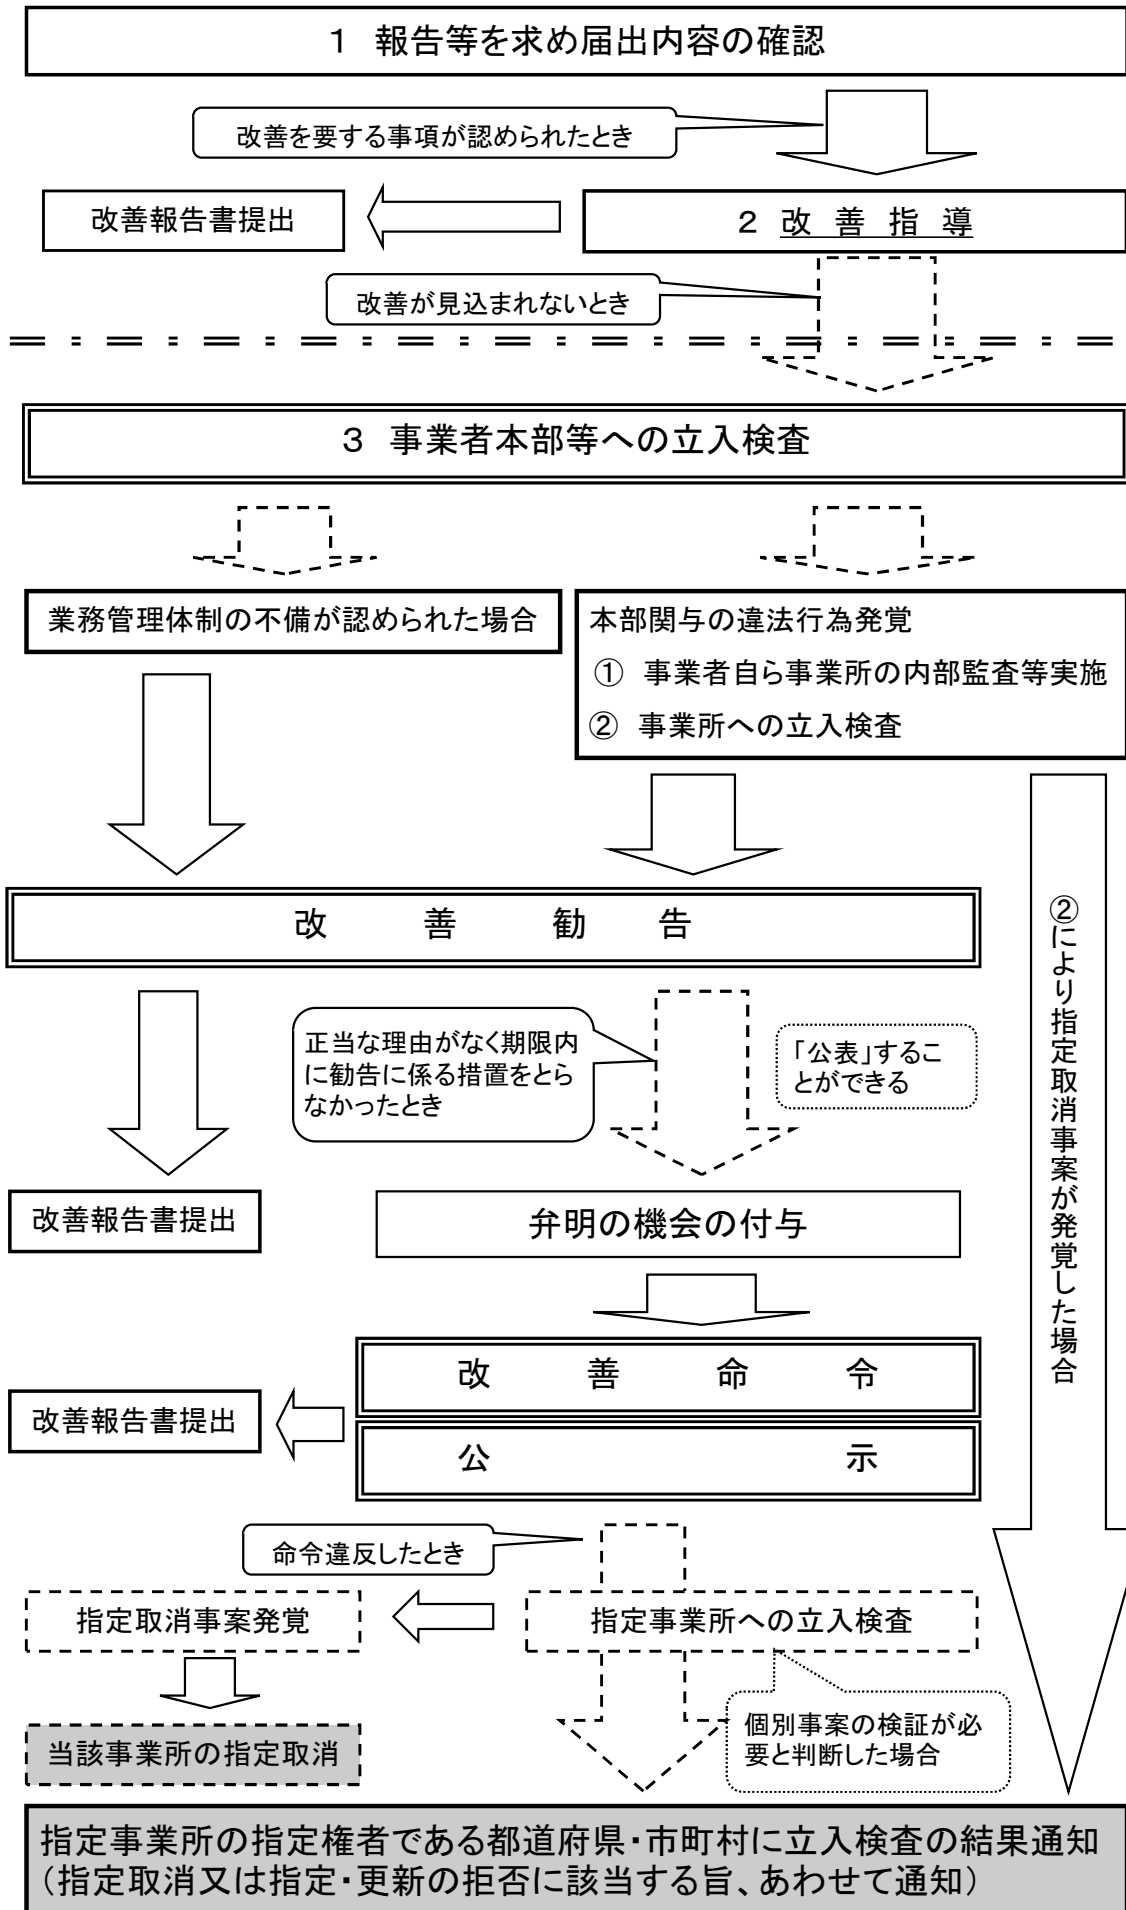 １　報告等を求め届出内容の確認
改善を要する事項が認められたとき
改善報告書提出
２　改　善　指　導
改善が見込まれないとき
３　事業者本部等への立入検査
業務管理体制の不備が認められた場合
本部関与の違法行為発覚
①　事業者自ら事業所の内部監査等実施
②　事業所への立入検査
改　善　勧　告
②により指定取消事案が発覚した場合
正当な理由がなく期限内
に勧告に係る措置をとら
なかったとき
「公表」するこ
とができる
改善報告書提出
弁明の機会の付与
改　善　命　令
改善報告書提出
公　示
命令違反したとき
指定取消事案発覚
指定事業所への立入検査
個別事案の検証が必
要と判断した場合
当該事業所の指定取消
指定事業所の指定権者である都道府県・市町村に立入検査の結果通知
（指定取消又は指定・更新の拒否に該当する旨、あわせて通知）